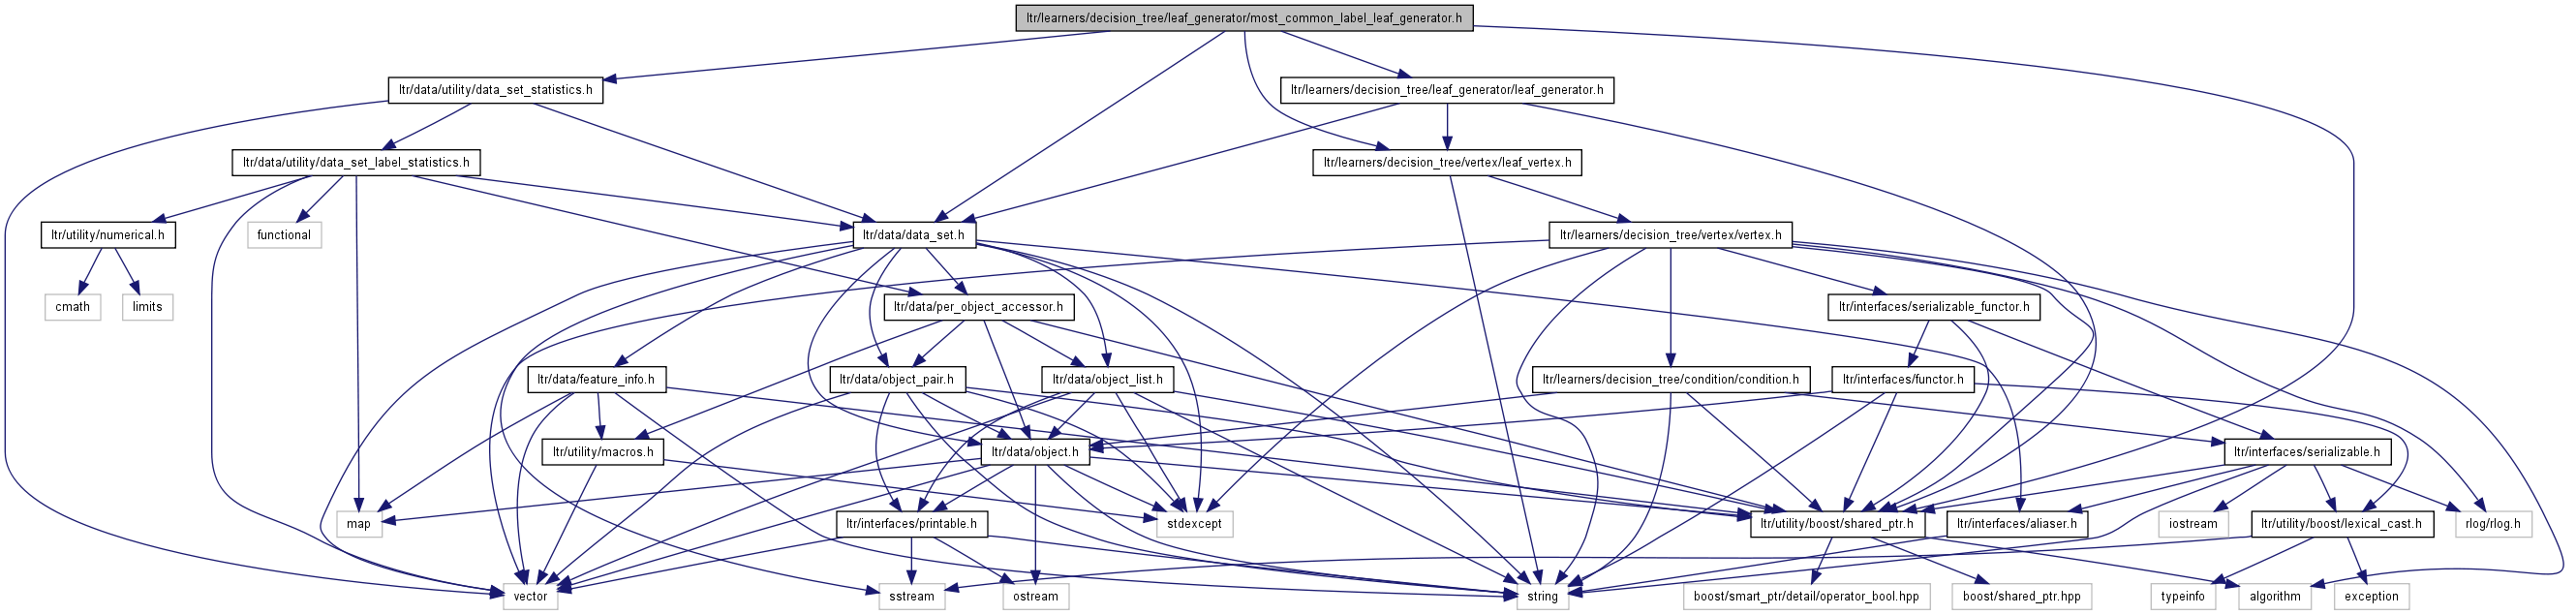 ltr/learners/decision_tree/leaf_generator/most_common_label_leaf_generator.h
ltr/data/utility/data_set_statistics.h
ltr/learners/decision_tree/leaf_generator/leaf_generator.h
ltr/data/utility/data_set_label_statistics.h
ltr/learners/decision_tree/vertex/leaf_vertex.h
ltr/utility/numerical.h
functional
ltr/data/data_set.h
ltr/learners/decision_tree/vertex/vertex.h
cmath
limits
ltr/data/per_object_accessor.h
ltr/interfaces/serializable_functor.h
ltr/data/feature_info.h
ltr/data/object_pair.h
ltr/data/object_list.h
ltr/learners/decision_tree/condition/condition.h
ltr/interfaces/functor.h
ltr/utility/macros.h
ltr/data/object.h
ltr/interfaces/serializable.h
map
ltr/interfaces/printable.h
stdexcept
ltr/utility/boost/shared_ptr.h
ltr/interfaces/aliaser.h
iostream
ltr/utility/boost/lexical_cast.h
rlog/rlog.h
vector
sstream
ostream
string
boost/smart_ptr/detail/operator_bool.hpp
boost/shared_ptr.hpp
typeinfo
algorithm
exception